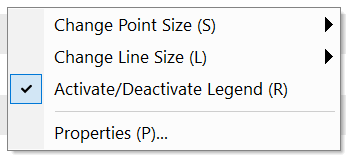 Change Point Size (S)
Change Line Size (L)
Activate/Deactivate Legend (R)
Properties (P)...